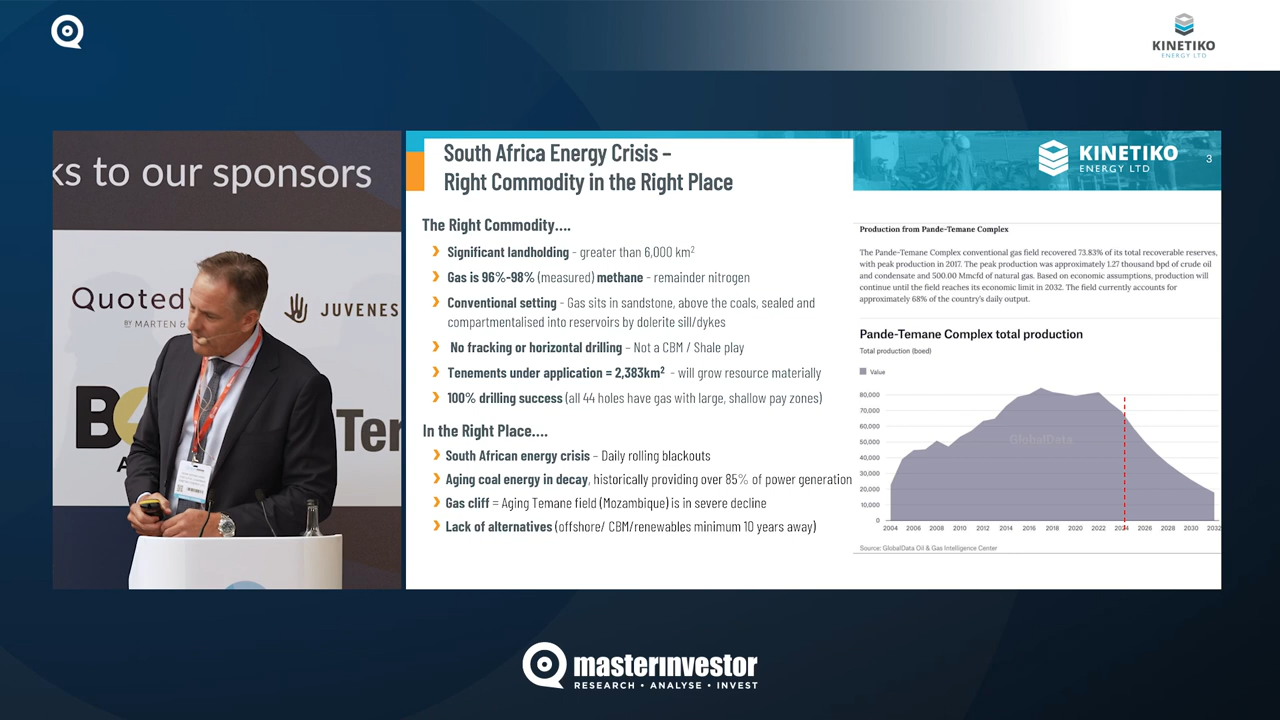 KINETIKO
ENERGY LTD
ks to our sponsors
Quoted
BY MARTEN &
JUVENES
B
Ter
South Africa Energy Crisis –
Right Commodity in the Right Place
KINETIKO
ENERGY LTD
3
The Right Commodity....
Significant landholding - greater than 6,000 km²
Gas is 96%-98% (measured) methane - remainder nitrogen
Conventional setting - Gas sits in sandstone, above the coals, sealed and
compartmentalised into reservoirs by dolerite sill/dykes
No fracking or horizontal drilling – Not a CBM / Shale play
Tenements under application = 2,383km² - will grow resource materially
100% drilling success (all 44 holes have gas with large, shallow pay zones)
In the Right Place....
South African energy crisis – Daily rolling blackouts
Aging coal energy in decay, historically providing over 85% of power generation
Gas cliff = Aging Temane field (Mozambique) is in severe decline
Lack of alternatives (offshore/ CBM/renewables minimum 10 years away)
Production from Pande-Temane Complex
The Pande-Temane Complex conventional gas field recovered 73.83% of its total recoverable reserves,
with peak production in 2017. The peak production was approximately 1.27 thousand bpd of crude oil
and condensate and 500.00 Mmcfd of natural gas. Based on economic assumptions, production will
continue until the field reaches its economic limit in 2032. The field currently accounts for
approximately 68% of the country's daily output.
Pande-Temane Complex total production
Total production (boed)
Value
80,000
70,000
60,000
50,000
40,000
30,000
20,000
10,000
0
GlobalData
2004 2006 2008 2010 2012 2014 2016 2018 2020 2022 2024 2026 2028 2030 2032
Source: GlobalData Oil & Gas Intelligence Center
masterinvestor
RESEARCH • ANALYSE • INVEST